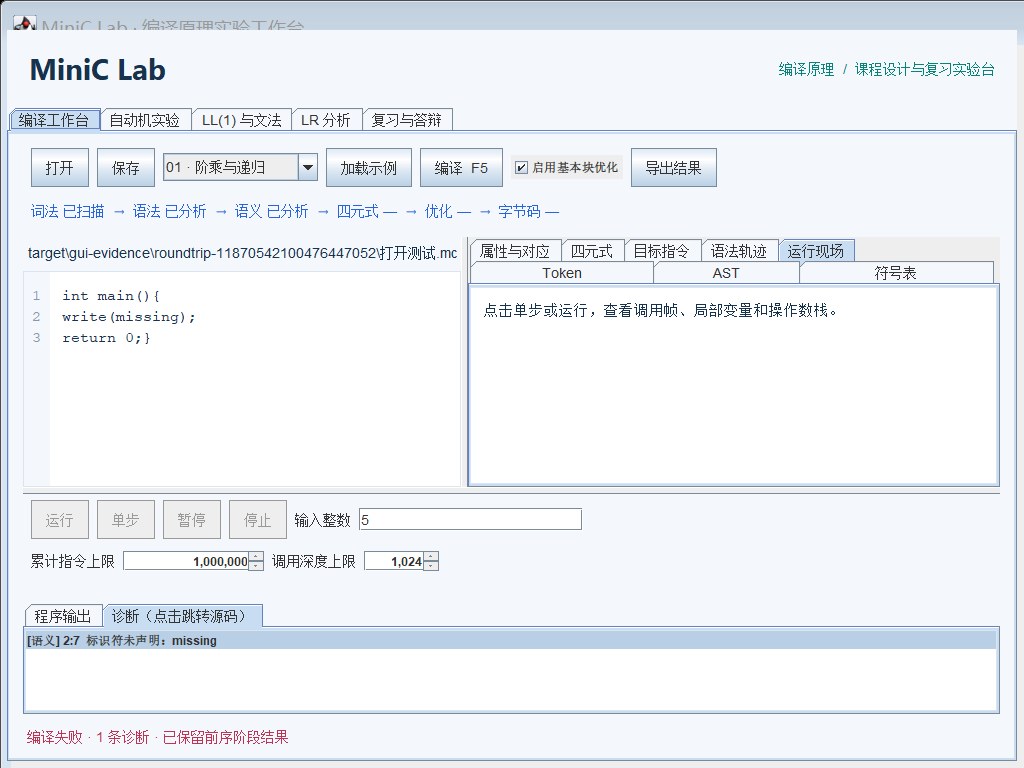 MiniC Lab · 编译原理实验工作台
MiniC Lab
编译原理 / 课程设计与复习实验台
编译工作台 自动机实验 LL(1) 与文法 LR 分析 复习与答辩
打开 保存 01 · 阶乘与递归 加载示例 编译 F5 启用基本块优化 导出结果
词法 已扫描 → 语法 已分析 → 语义 已分析 → 四元式 — → 优化 — → 字节码 —
target\gui-evidence\roundtrip-11870542100476447052\打开测试.mc
1 int main(){
2 write(missing);
3 return 0;}
属性与对应 四元式 目标指令 语法轨迹 运行现场
Token AST 符号表
点击单步或运行，查看调用帧、局部变量和操作数栈。
运行 单步 暂停 停止 输入整数 5
累计指令上限 1,000,000 调用深度上限 1,024
程序输出 诊断（点击跳转源码）
[语义] 2:7 标识符未声明：missing
编译失败 · 1 条诊断 · 已保留前序阶段结果